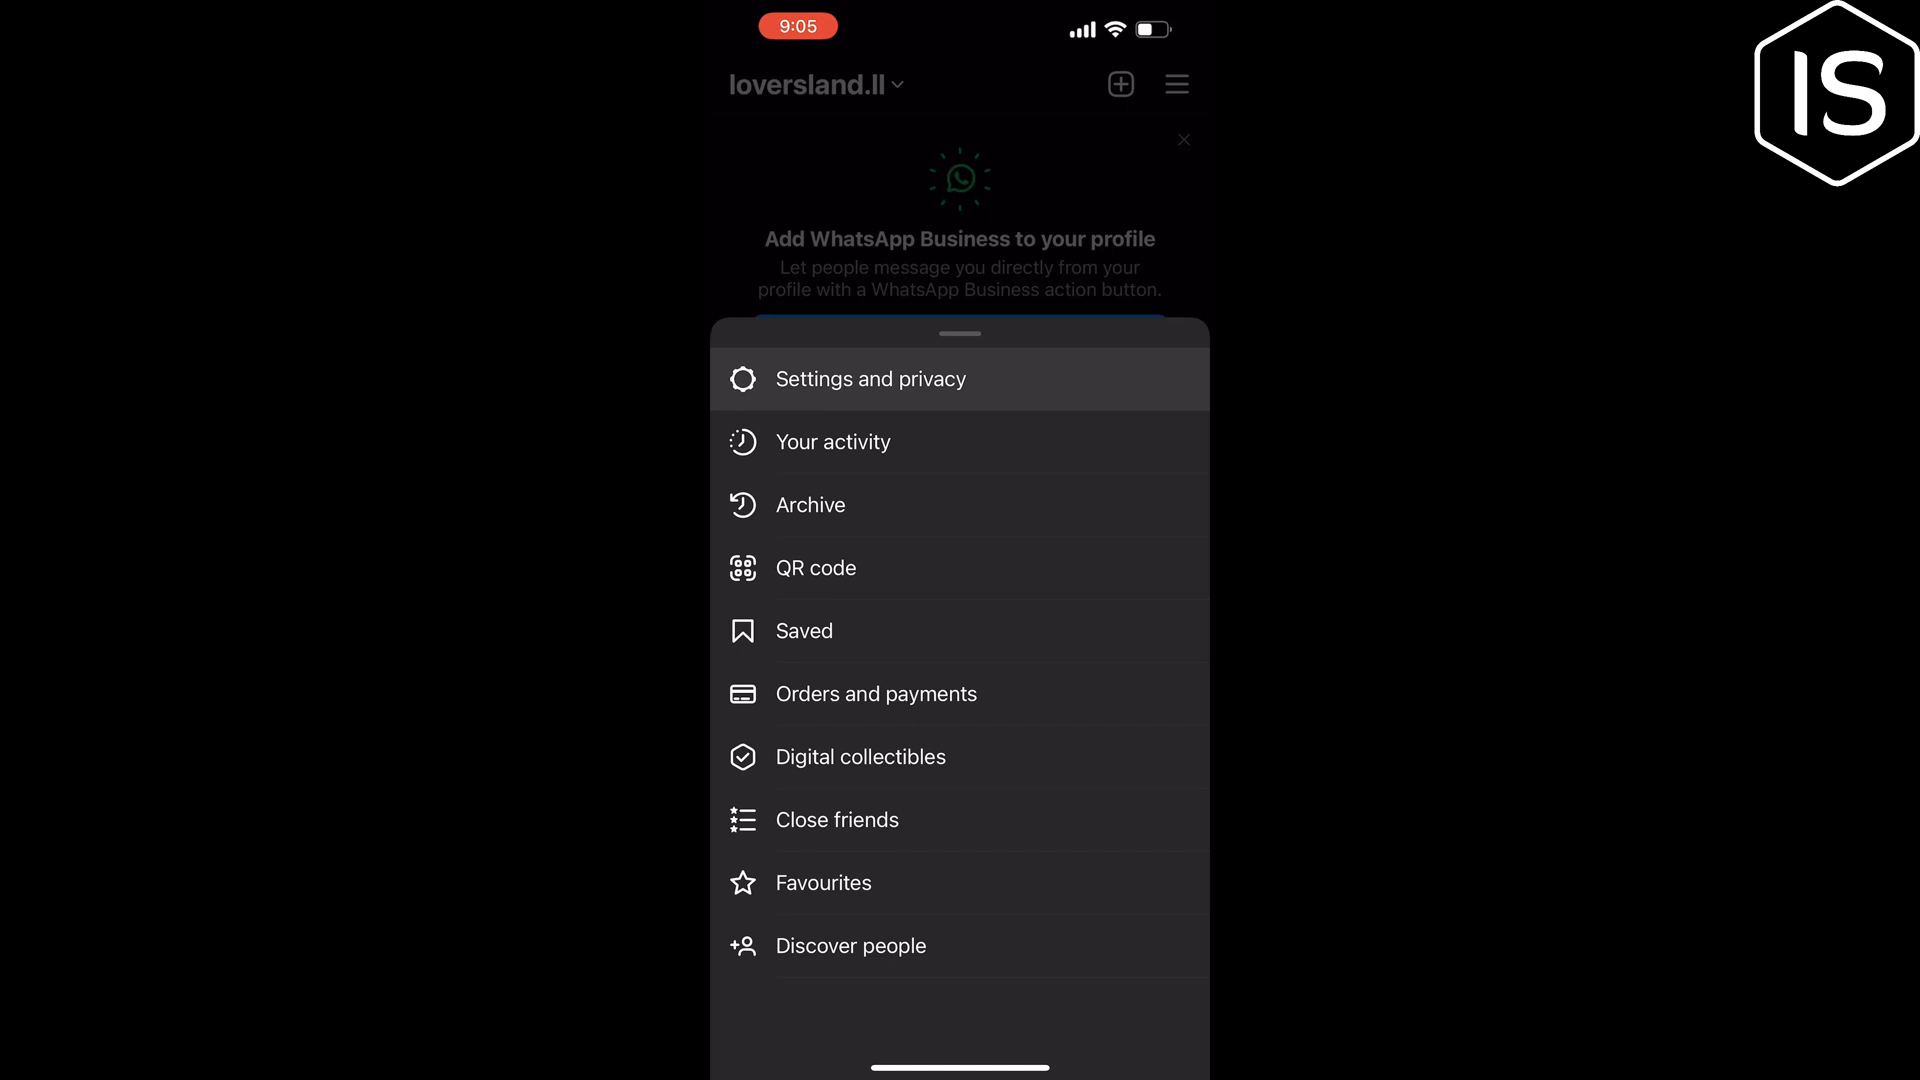 9:05
IS
loversland.ll
Add WhatsApp Business to your profile
Let people message you directly from your
profile with a WhatsApp Business action button.
Settings and privacy
Your activity
Archive
QR code
Saved
Orders and payments
Digital collectibles
Close friends
Favourites
Discover people